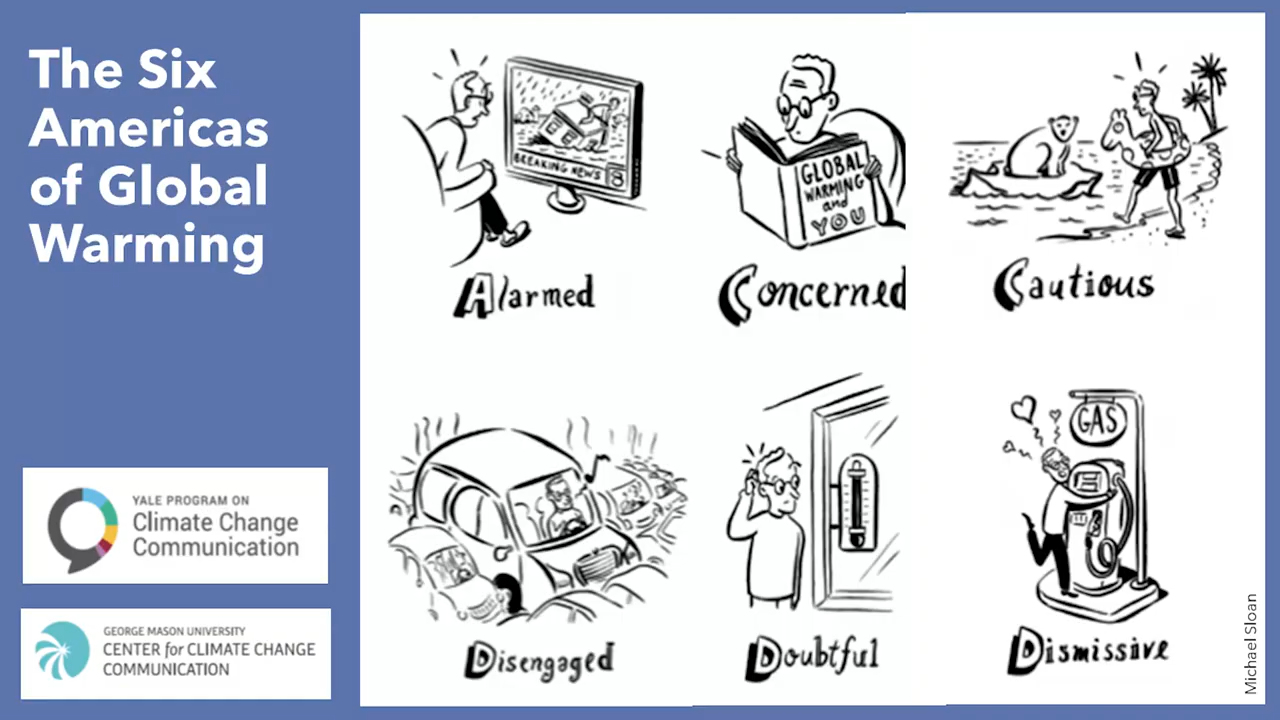 The Six
Americas
of Global
Warming
BREAKING NEWS
Alarmed
GLOBAL
WARMING
and
YOU
Concerned
Cautious
Disengaged
Doubtful
GAS
Dismissive
YALE PROGRAM ON
Climate Change
Communication
GEORGE MASON UNIVERSITY
CENTER for CLIMATE CHANGE
COMMUNICATION
Michael Sloan